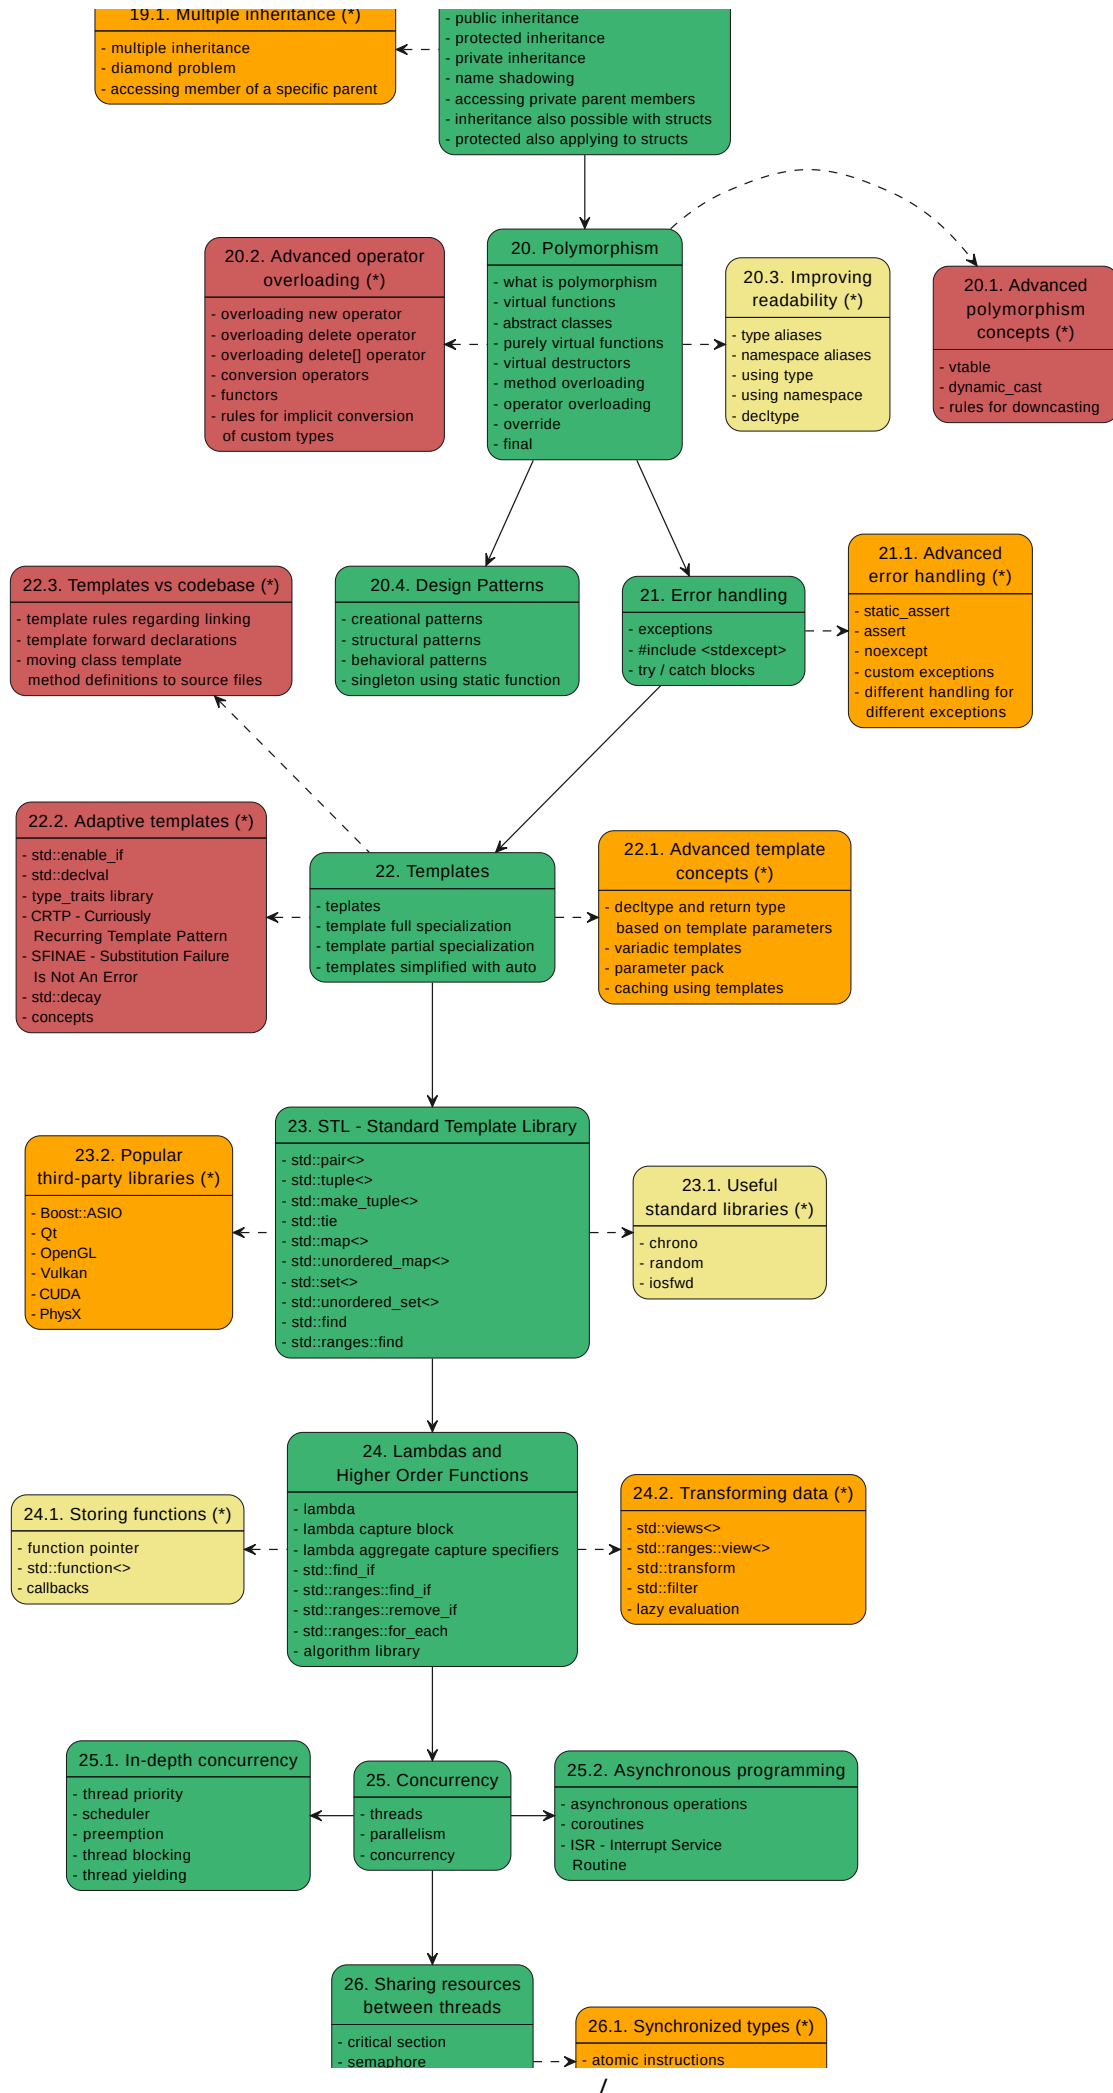 19.1. Multiple inheritance (*)
- multiple inheritance
- diamond problem
- accessing member of a specific parent
- public inheritance
- protected inheritance
- private inheritance
- name shadowing
- accessing private parent members
- inheritance also possible with structs
- protected also applying to structs
20.2. Advanced operator
overloading (*)
- overloading new operator
- overloading delete operator
- overloading delete[] operator
- conversion operators
- functors
- rules for implicit conversion
of custom types
20. Polymorphism
- what is polymorphism
- virtual functions
- abstract classes
- purely virtual functions
- virtual destructors
- method overloading
- operator overloading
- override
- final
20.3. Improving
readability (*)
- type aliases
- namespace aliases
- using type
- using namespace
- decltype
20.1. Advanced
polymorphism
concepts (*)
- vtable
- dynamic_cast
- rules for downcasting
22.3. Templates vs codebase (*)
- template rules regarding linking
- template forward declarations
- moving class template
method definitions to source files
20.4. Design Patterns
- creational patterns
- structural patterns
- behavioral patterns
- singleton using static function
21. Error handling
- exceptions
- #include <stdexcept>
- try / catch blocks
21.1. Advanced
error handling (*)
- static_assert
- assert
- noexcept
- custom exceptions
- different handling for
different exceptions
22.2. Adaptive templates (*)
- std::enable_if
- std::declval
- type_traits library
- CRTP - Curriously
Recurring Template Pattern
- SFINAE - Substitution Failure
Is Not An Error
- std::decay
- concepts
22. Templates
- teplates
- template full specialization
- template partial specialization
- templates simplified with auto
22.1. Advanced template
concepts (*)
- decltype and return type
based on template parameters
- variadic templates
- parameter pack
- caching using templates
23.2. Popular
third-party libraries (*)
- Boost::ASIO
- Qt
- OpenGL
- Vulkan
- CUDA
- PhysX
23. STL - Standard Template Library
- std::pair<>
- std::tuple<>
- std::make_tuple<>
- std::tie
- std::map<>
- std::unordered_map<>
- std::set<>
- std::unordered_set<>
- std::find
- std::ranges::find
23.1. Useful
standard libraries (*)
- chrono
- random
- iosfwd
24.1. Storing functions (*)
- function pointer
- std::function<>
- callbacks
24. Lambdas and
Higher Order Functions
- lambda
- lambda capture block
- lambda aggregate capture specifiers
- std::find_if
- std::ranges::find_if
- std::ranges::remove_if
- std::ranges::for_each
- algorithm library
24.2. Transforming data (*)
- std::views<>
- std::ranges::view<>
- std::transform
- std::filter
- lazy evaluation
25.1. In-depth concurrency
- thread priority
- scheduler
- preemption
- thread blocking
- thread yielding
25. Concurrency
- threads
- parallelism
- concurrency
25.2. Asynchronous programming
- asynchronous operations
- coroutines
- ISR - Interrupt Service
Routine
26. Sharing resources
between threads
- critical section
- semaphore
26.1. Synchronized types (*)
- atomic instructions